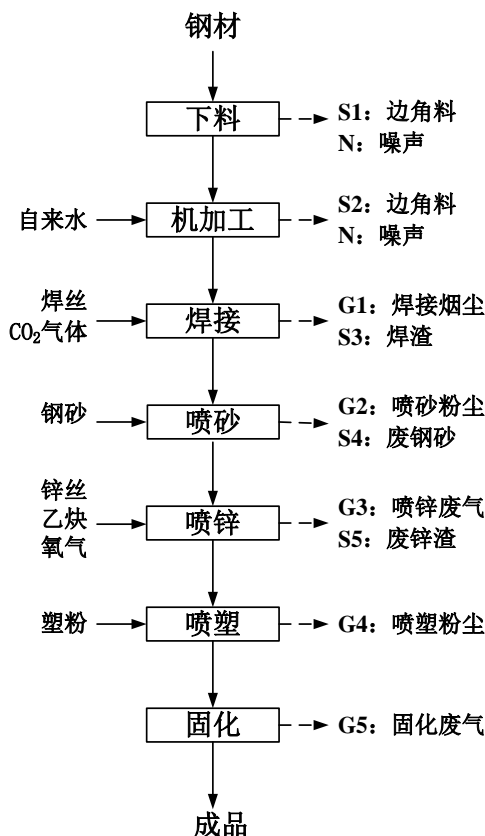 钢材
下料
S1：边角料
N：噪声
自来水
机加工
S2：边角料
N：噪声
焊丝
CO₂气体
焊接
G1：焊接烟尘
S3：焊渣
钢砂
喷砂
G2：喷砂粉尘
S4：废钢砂
锌丝
乙炔
氧气
喷锌
G3：喷锌废气
S5：废锌渣
塑粉
喷塑
G4：喷塑粉尘
固化
G5：固化废气
成品